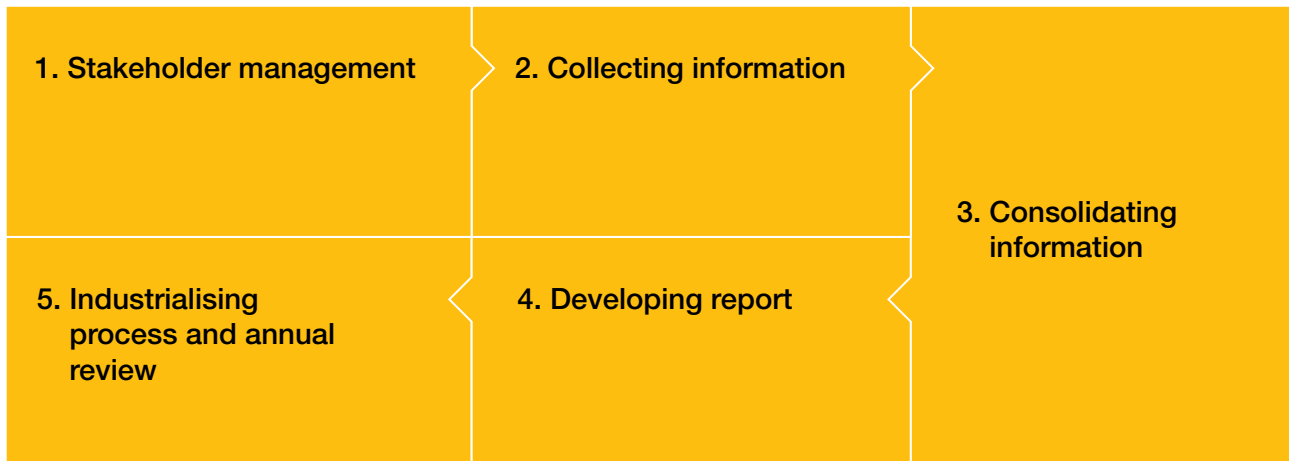 1. Stakeholder management
2. Collecting information
3. Consolidating
information
4. Developing report
5. Industrialising
process and annual
review